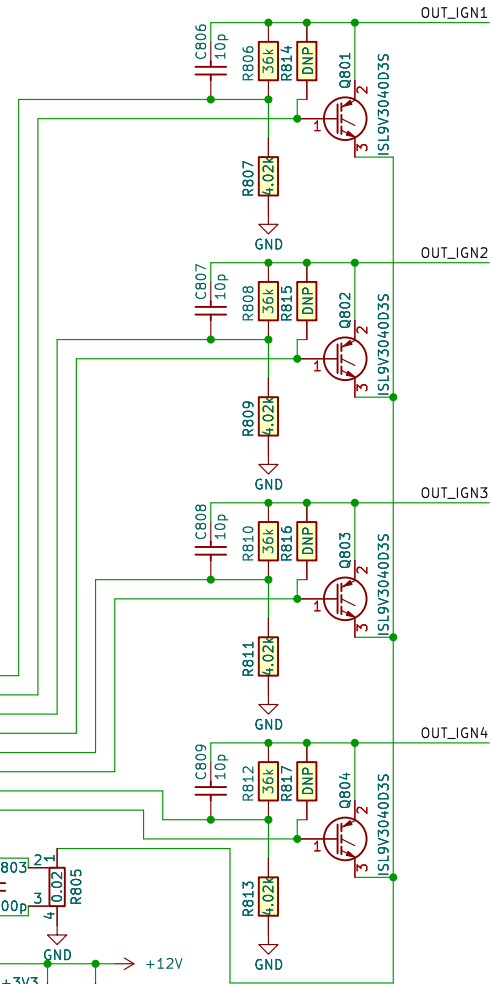 OUT_IGN1
C806
10p
R806
36k
R814
DNP
Q801
2
1
3
ISL9V3040D3S
R807
4.02k
GND
OUT_IGN2
C807
10p
R808
36k
R815
DNP
Q802
2
1
3
ISL9V3040D3S
R809
4.02k
GND
OUT_IGN3
C808
10p
R810
36k
R816
DNP
Q803
2
1
3
ISL9V3040D3S
R811
4.02k
GND
OUT_IGN4
C809
10p
R812
36k
R817
DNP
Q804
2
1
3
ISL9V3040D3S
R813
4.02k
GND
803
00p
2
1
3
4
0.02
R805
GND
+12V
+3V3